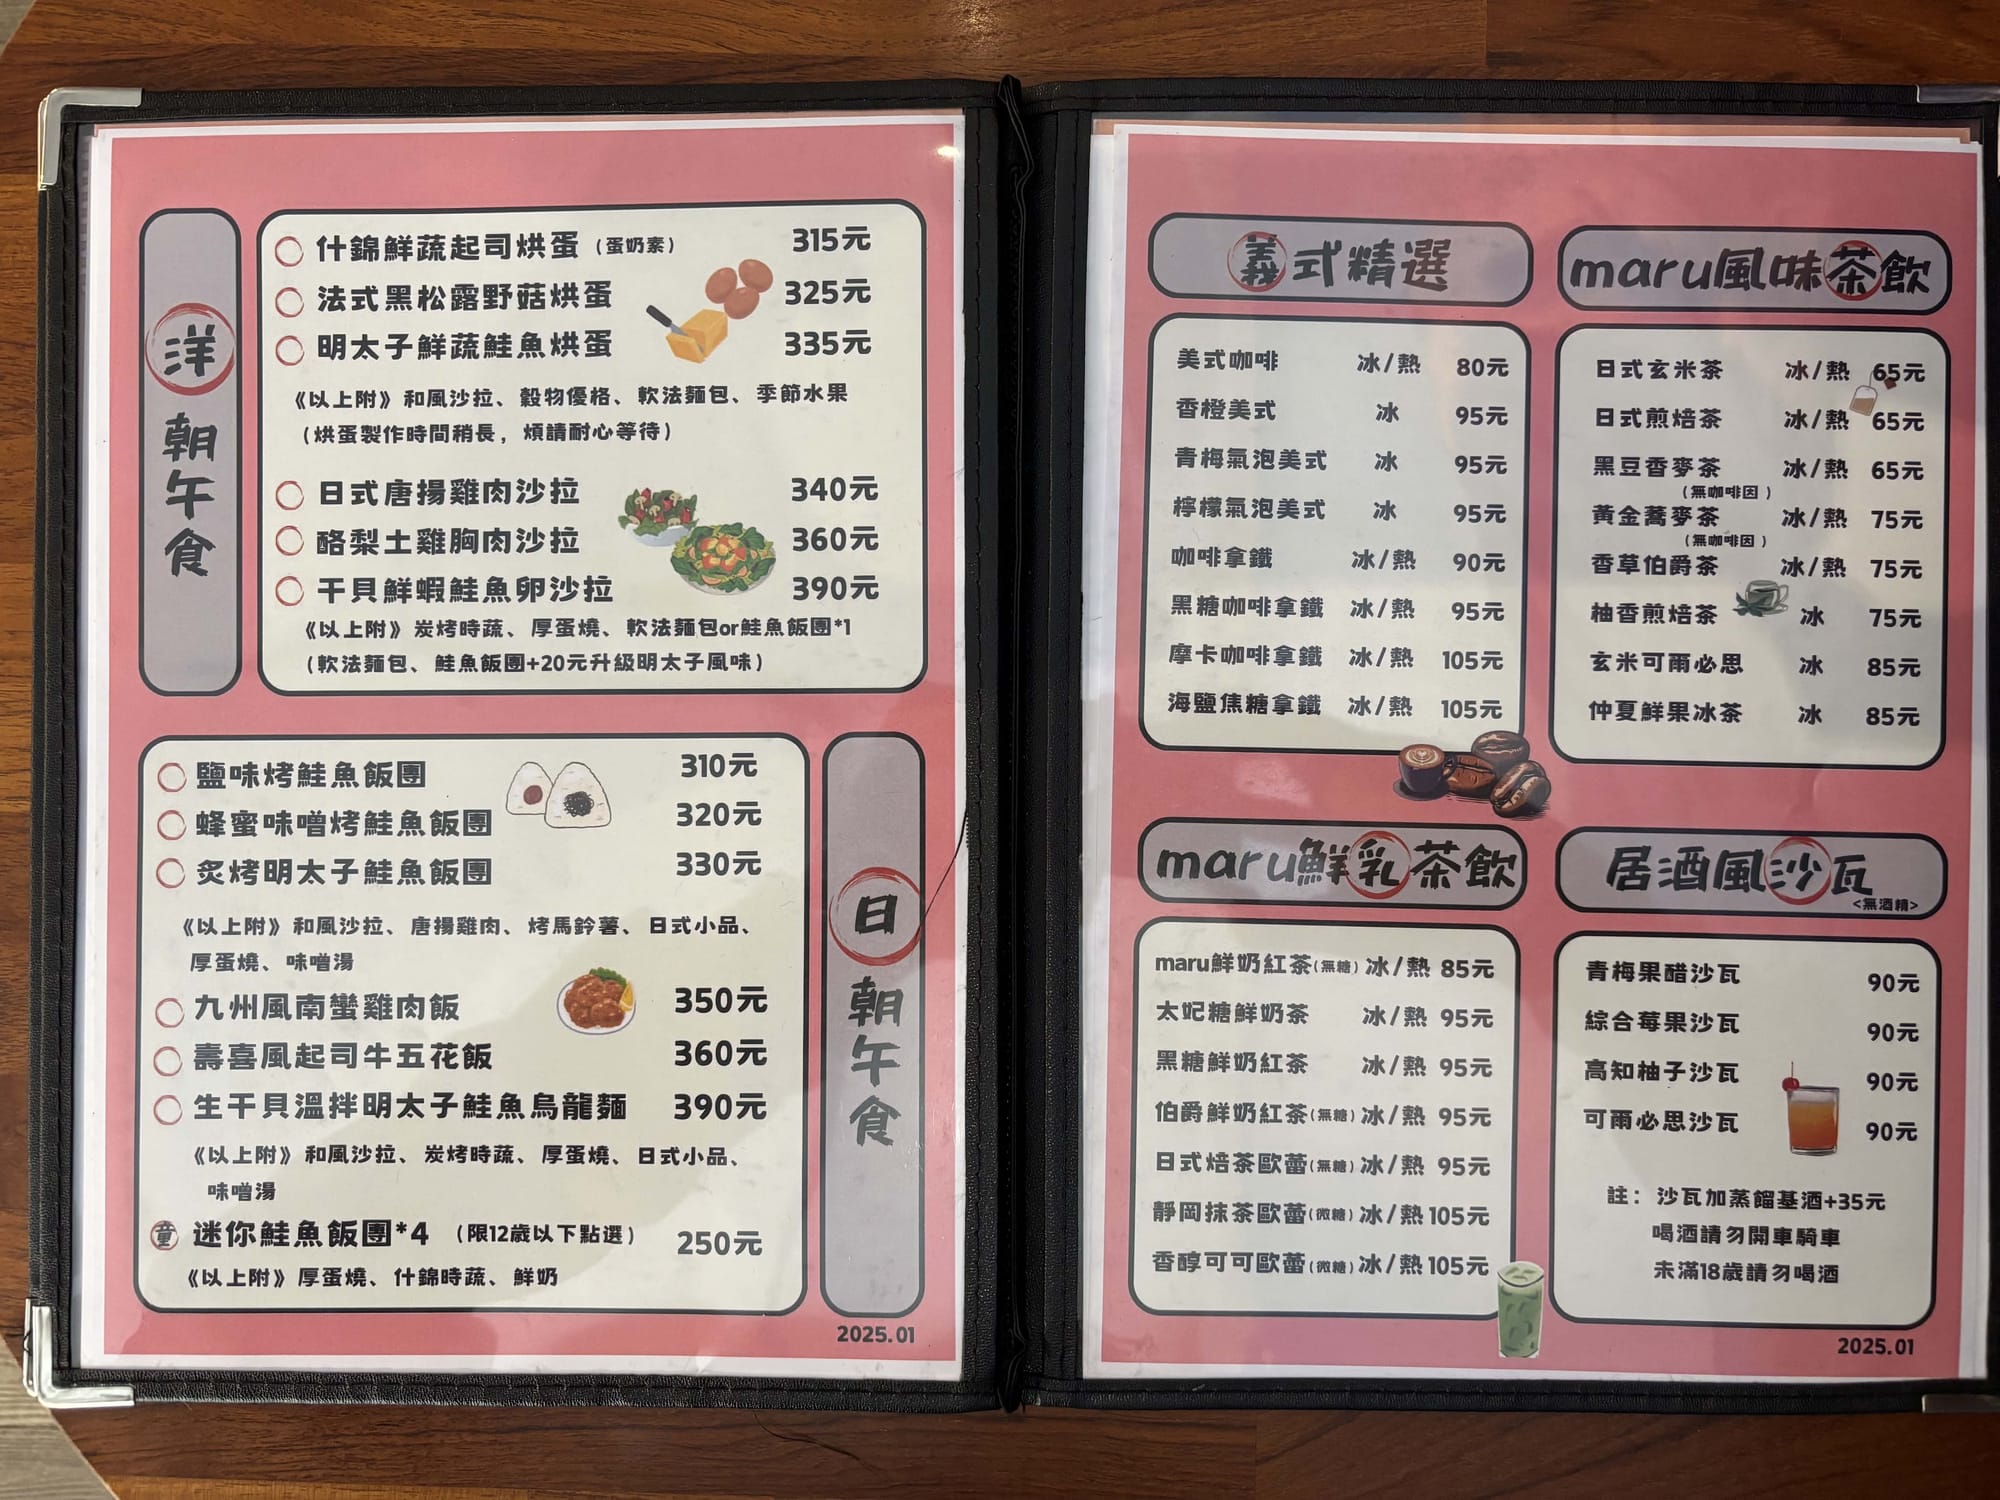 洋朝午食
什錦鮮蔬起司烘蛋 (蛋奶素) 315元
法式黑松露野菇烘蛋 325元
明太子鮮蔬鮭魚烘蛋 335元
《以上附》和風沙拉、穀物優格、軟法麵包、季節水果
(烘蛋製作時間稍長，煩請耐心等待)
日式唐揚雞肉沙拉 340元
酪梨土雞胸肉沙拉 360元
干貝鮮蝦鮭魚卵沙拉 390元
《以上附》炭烤時蔬、厚蛋燒、軟法麵包or鮭魚飯團*1
(軟法麵包、鮭魚飯團+20元升級明太子風味)
日朝午食
鹽味烤鮭魚飯團 310元
蜂蜜味噌烤鮭魚飯團 320元
炙烤明太子鮭魚飯團 330元
《以上附》和風沙拉、唐揚雞肉、烤馬鈴薯、日式小品、
厚蛋燒、味噌湯
九州風南蠻雞肉飯 350元
壽喜風起司牛五花飯 360元
生干貝溫拌明太子鮭魚烏龍麵 390元
《以上附》和風沙拉、炭烤時蔬、厚蛋燒、日式小品、
味噌湯
童 迷你鮭魚飯團*4 (限12歲以下點選) 250元
《以上附》厚蛋燒、什錦時蔬、鮮奶
2025.01
義式精選
美式咖啡 冰/熱 80元
香橙美式 冰 95元
青梅氣泡美式 冰 95元
檸檬氣泡美式 冰 95元
咖啡拿鐵 冰/熱 90元
黑糖咖啡拿鐵 冰/熱 95元
摩卡咖啡拿鐵 冰/熱 105元
海鹽焦糖拿鐵 冰/熱 105元
maru風味茶飲
日式玄米茶 冰/熱 65元
日式煎焙茶 冰/熱 65元
黑豆香麥茶 冰/熱 65元
(無咖啡因)
黃金蕎麥茶 冰/熱 75元
(無咖啡因)
香草伯爵茶 冰/熱 75元
柚香煎焙茶 冰 75元
玄米可爾必思 冰 85元
仲夏鮮果冰茶 冰 85元
maru鮮乳茶飲
maru鮮奶紅茶(無糖) 冰/熱 85元
太妃糖鮮奶茶 冰/熱 95元
黑糖鮮奶紅茶 冰/熱 95元
伯爵鮮奶紅茶(無糖) 冰/熱 95元
日式焙茶歐蕾(無糖) 冰/熱 95元
靜岡抹茶歐蕾(微糖) 冰/熱 105元
香醇可可歐蕾(微糖) 冰/熱 105元
居酒風沙瓦
<無酒精>
青梅果醋沙瓦 90元
綜合莓果沙瓦 90元
高知柚子沙瓦 90元
可爾必思沙瓦 90元
註：沙瓦加蒸餾基酒+35元
喝酒請勿開車騎車
未滿18歲請勿喝酒
2025.01